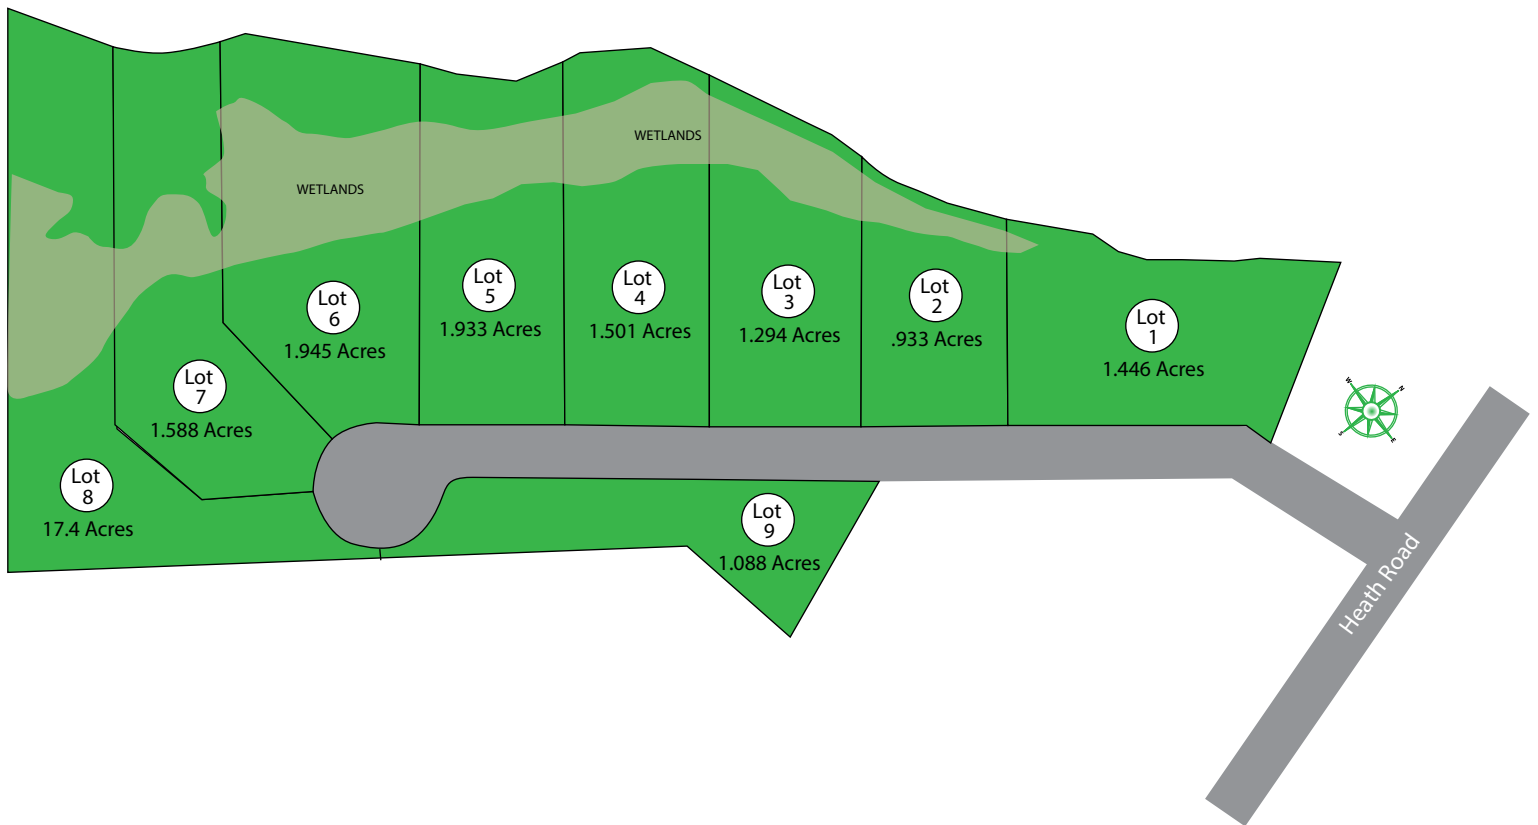 WETLANDS
WETLANDS
Lot
1
1.446 Acres
Lot
2
.933 Acres
Lot
3
1.294 Acres
Lot
4
1.501 Acres
Lot
5
1.933 Acres
Lot
6
1.945 Acres
Lot
7
1.588 Acres
Lot
8
17.4 Acres
Lot
9
1.088 Acres
Heath Road
W
N
S
E